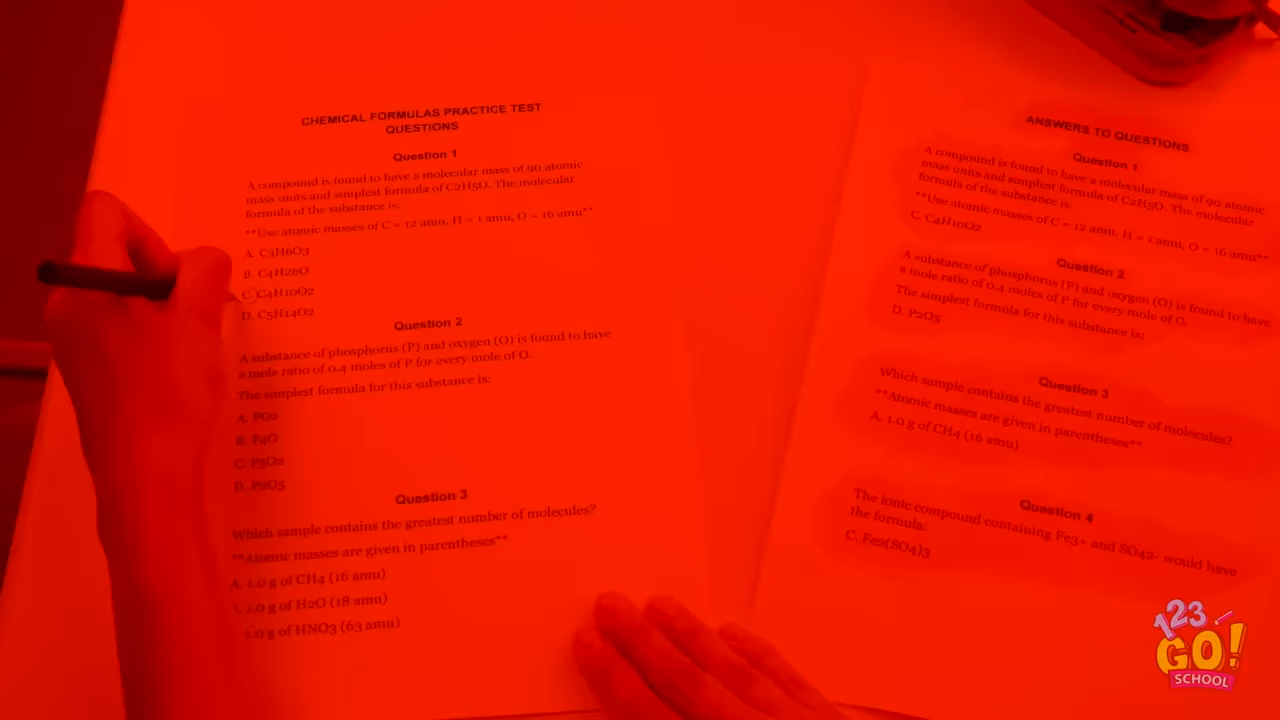 CHEMICAL FORMULAS PRACTICE TEST
QUESTIONS
Question 1
A compound is found to have a molecular mass of 90 atomic
mass units and simplest formula of C2H5O. The molecular
formula of the substance is:
**Use atomic masses of C = 12 amu, H = 1 amu, O = 16 amu**
A. C3H6O3
B. C4H26O
C C4H10O2
D. C5H14O2
Question 2
A substance of phosphorus (P) and oxygen (O) is found to have
a mole ratio of 0.4 moles of P for every mole of O.
The simplest formula for this substance is:
A. PO2
B. P4O
C. P5O2
D. P2O5
Question 3
Which sample contains the greatest number of molecules?
**Atomic masses are given in parentheses**
A. 1.0 g of CH4 (16 amu)
1.0 g of H2O (18 amu)
1.0 g of HNO3 (63 amu)
ANSWERS TO QUESTIONS
Question 1
A compound is found to have a molecular mass of 90 atomic
mass units and simplest formula of C2H5O. The molecular
formula of the substance is:
**Use atomic masses of C = 12 amu, H = 1 amu, O = 16 amu**
C. C4H10O2
Question 2
A substance of phosphorus (P) and oxygen (O) is found to have
a mole ratio of 0.4 moles of P for every mole of O.
The simplest formula for this substance is:
D. P2O5
Question 3
Which sample contains the greatest number of molecules?
**Atomic masses are given in parentheses**
A. 1.0 g of CH4 (16 amu)
Question 4
The ionic compound containing Fe3+ and SO42- would have
the formula:
C. Fe2(SO4)3
123
GO!
SCHOOL